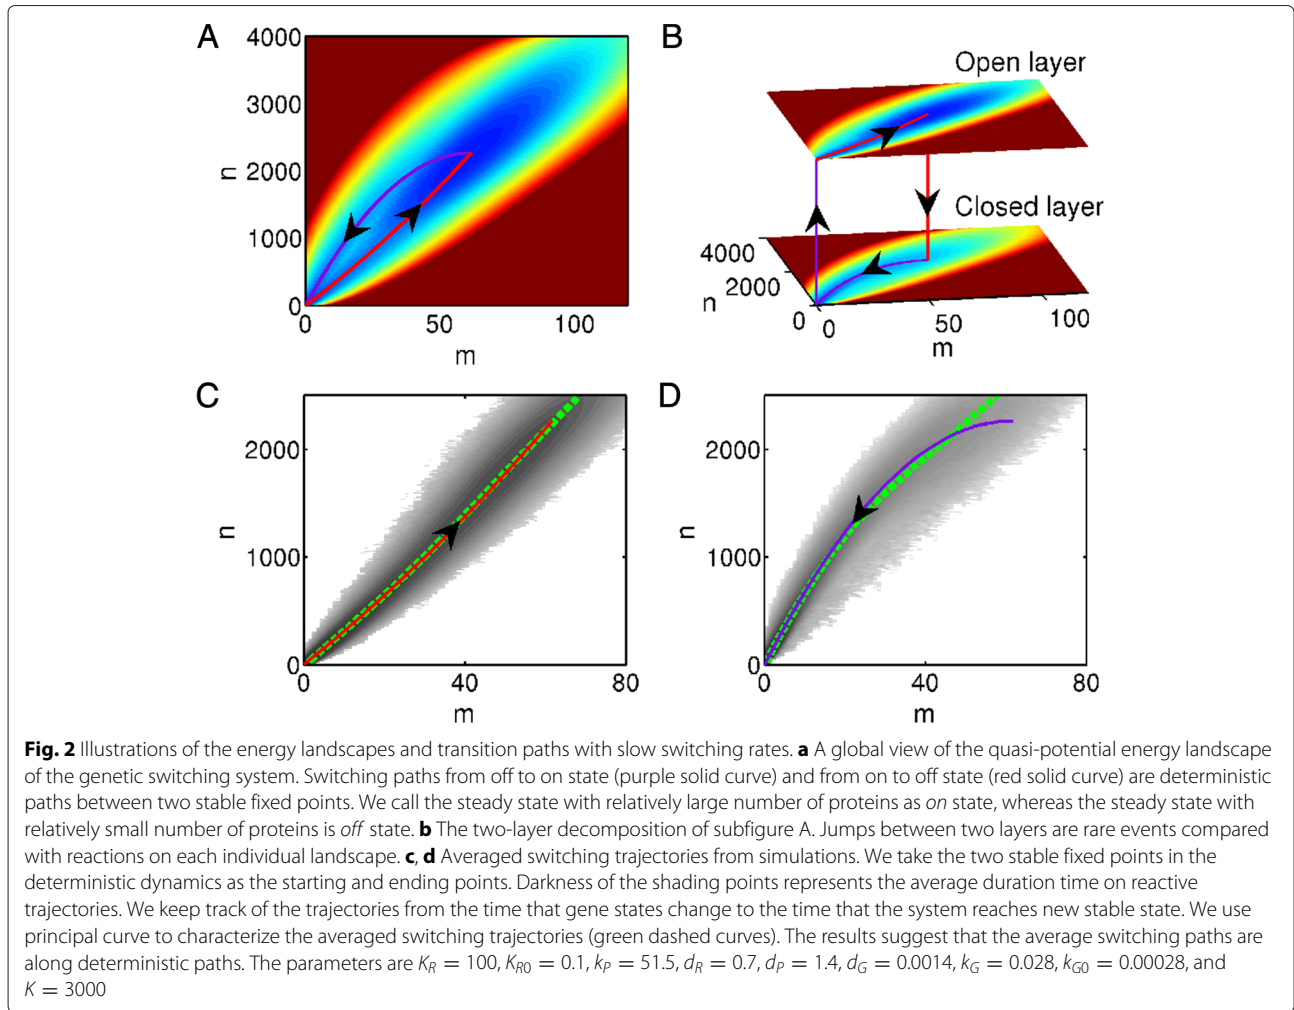 A
B
4000
3000
2000
1000
0
n
0
50
100
m
Open layer
Closed layer
4000
2000
0
n
0
50
100
m
C
D
2000
1000
0
n
0
40
80
m
2000
1000
0
n
0
40
80
m
Fig. 2 Illustrations of the energy landscapes and transition paths with slow switching rates. a A global view of the quasi-potential energy landscape
of the genetic switching system. Switching paths from off to on state (purple solid curve) and from on to off state (red solid curve) are deterministic
paths between two stable fixed points. We call the steady state with relatively large number of proteins as on state, whereas the steady state with
relatively small number of proteins is off state. b The two-layer decomposition of subfigure A. Jumps between two layers are rare events compared
with reactions on each individual landscape. c, d Averaged switching trajectories from simulations. We take the two stable fixed points in the
deterministic dynamics as the starting and ending points. Darkness of the shading points represents the average duration time on reactive
trajectories. We keep track of the trajectories from the time that gene states change to the time that the system reaches new stable state. We use
principal curve to characterize the averaged switching trajectories (green dashed curves). The results suggest that the average switching paths are
along deterministic paths. The parameters are K_R = 100, K_R0 = 0.1, k_P = 51.5, d_R = 0.7, d_P = 1.4, d_G = 0.0014, k_G = 0.028, k_G0 = 0.00028, and
K = 3000